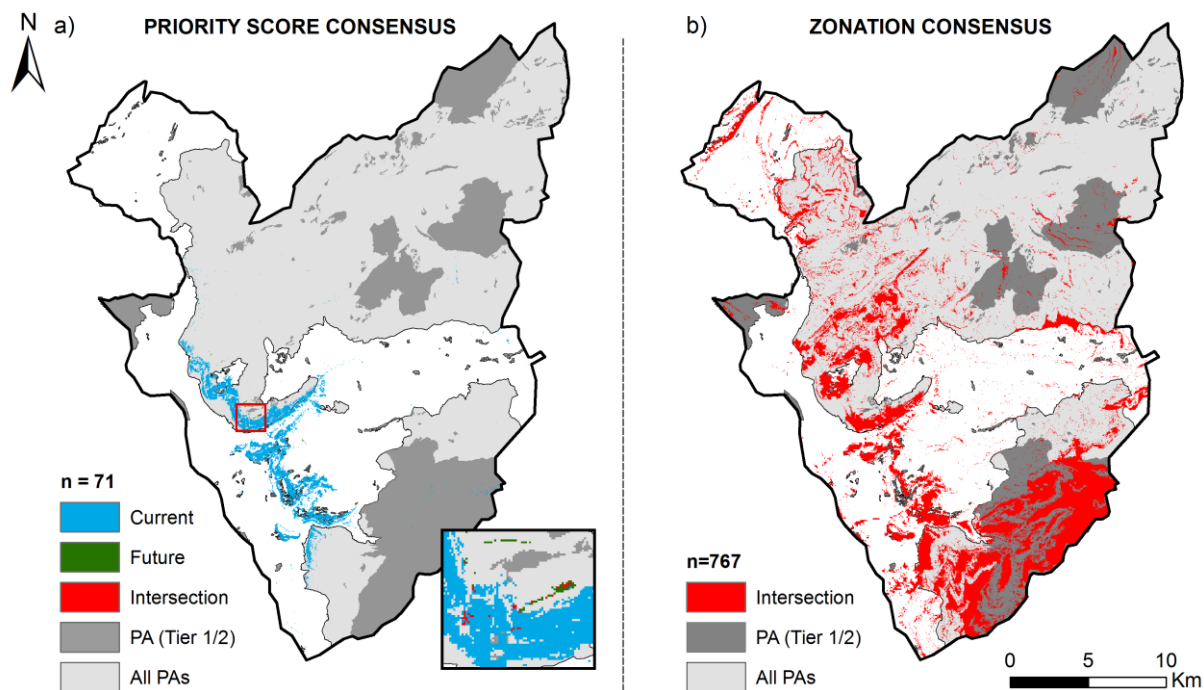 N
a) PRIORITY SCORE CONSENSUS
n = 71
Current
Future
Intersection
PA (Tier 1/2)
All PAs
b) ZONATION CONSENSUS
n=767
Intersection
PA (Tier 1/2)
All PAs
0 5 10
Km